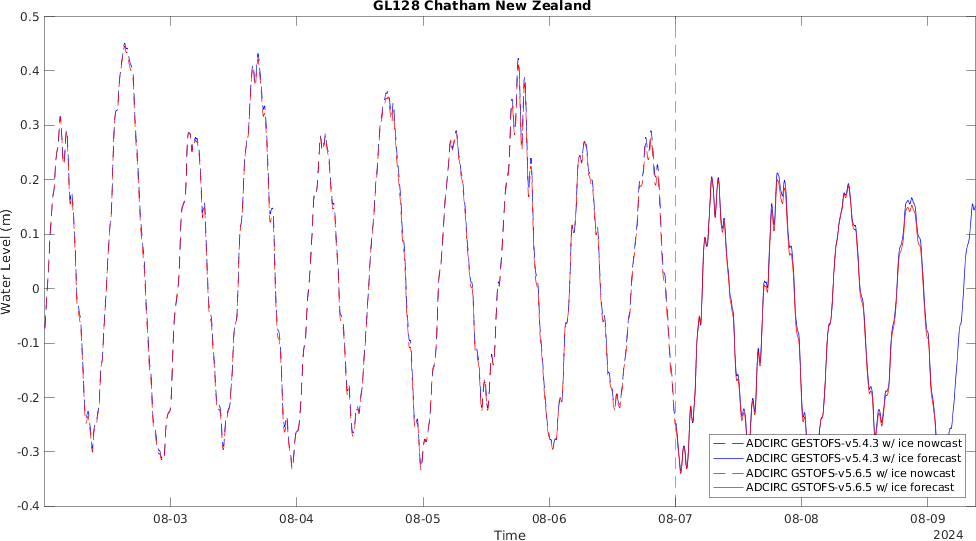 GL128 Chatham New Zealand
0.5
0.4
0.3
0.2
0.1
0
-0.1
-0.2
-0.3
-0.4
Water Level (m)
ADCIRC GESTOFS-v5.4.3 w/ ice nowcast
ADCIRC GESTOFS-v5.4.3 w/ ice forecast
ADCIRC GSTOFS-v5.6.5 w/ ice nowcast
ADCIRC GSTOFS-v5.6.5 w/ ice forecast
08-03 08-04 08-05 08-06 08-07 08-08 08-09
Time
2024